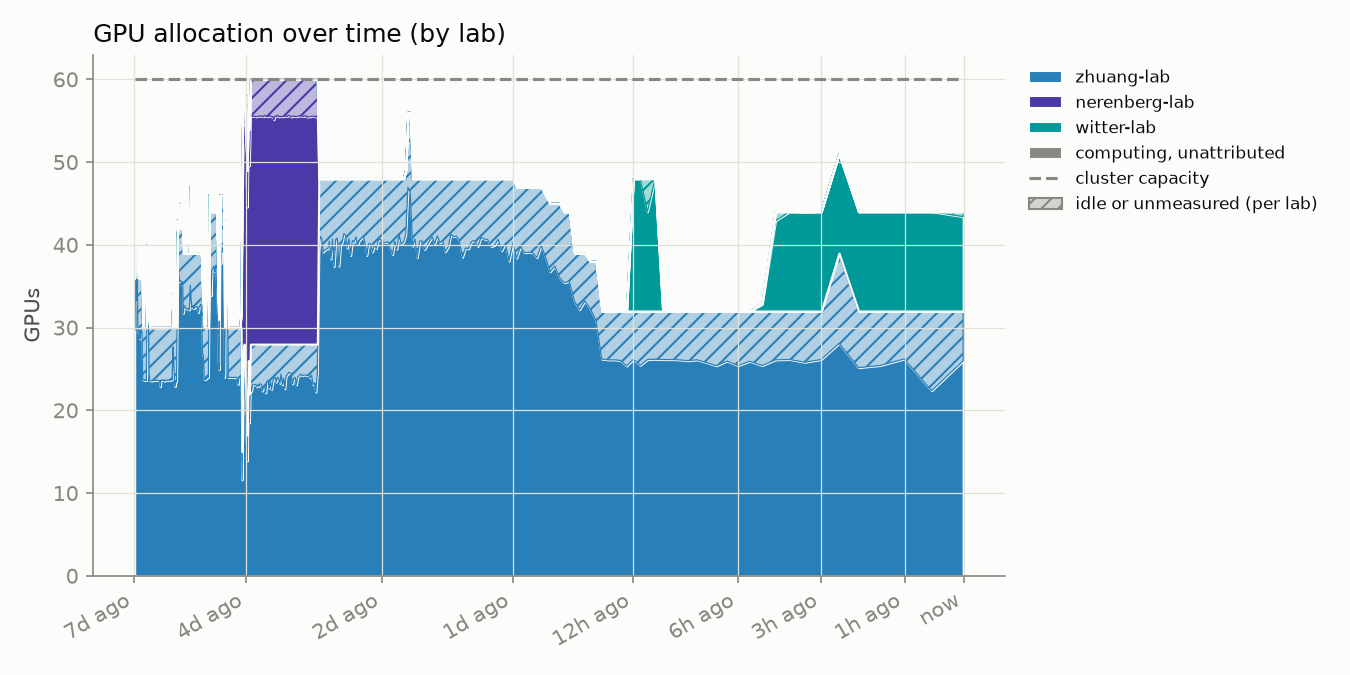 GPU allocation over time (by lab)
GPUs
60
50
40
30
20
10
0
7d ago
4d ago
2d ago
1d ago
12h ago
6h ago
3h ago
1h ago
now
zhuang-lab
nerenberg-lab
witter-lab
computing, unattributed
cluster capacity
idle or unmeasured (per lab)